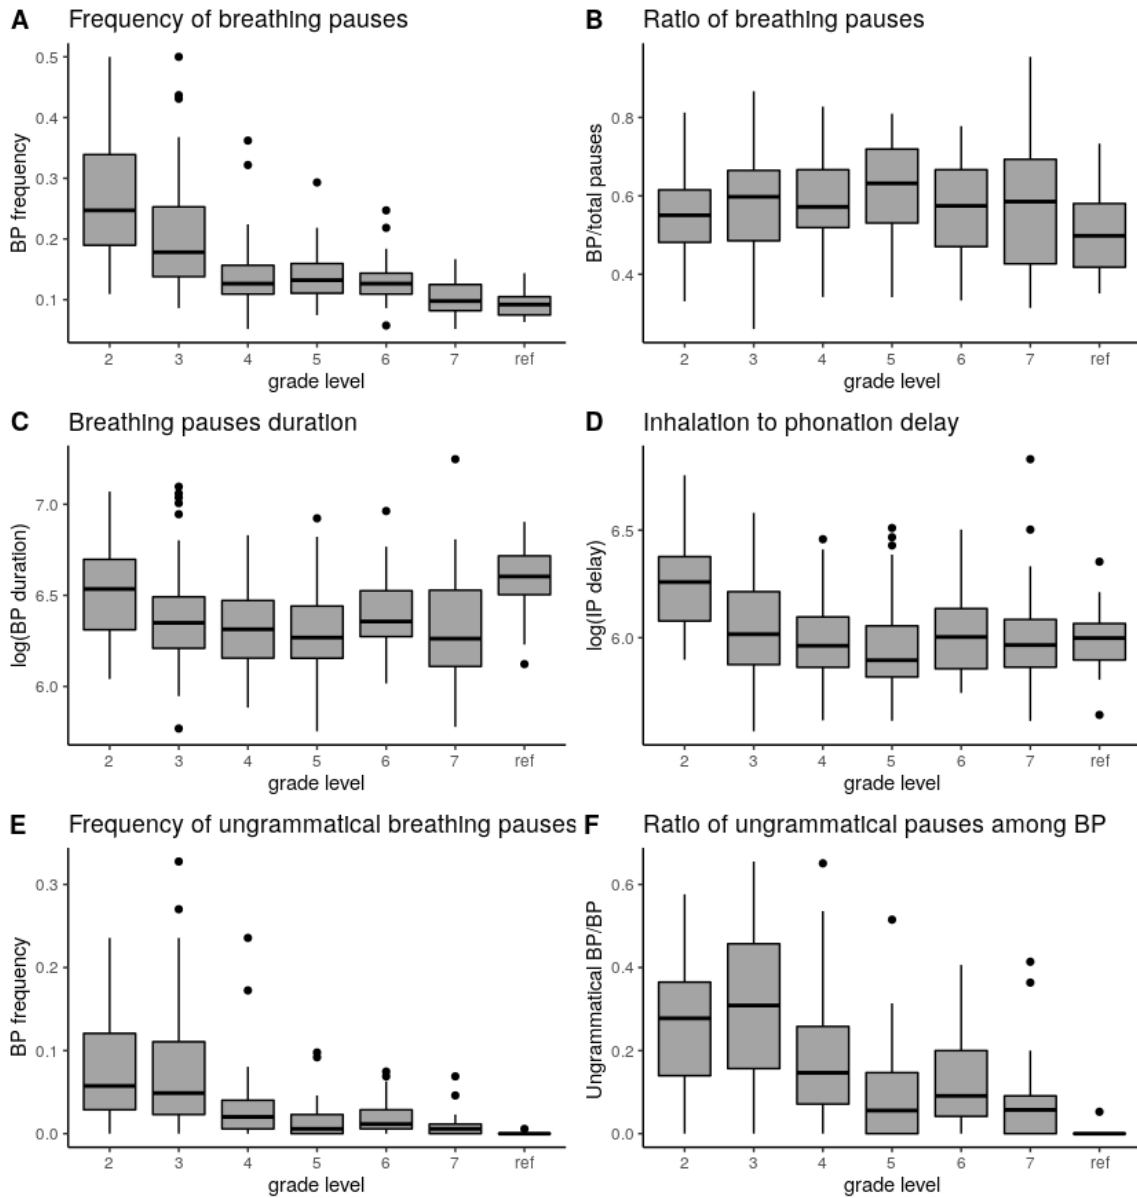 A Frequency of breathing pauses
BP frequency
0.5
0.4
0.3
0.2
0.1
2 3 4 5 6 7 ref
grade level
B Ratio of breathing pauses
BP/total pauses
0.8
0.6
0.4
2 3 4 5 6 7 ref
grade level
C Breathing pauses duration
log(BP duration)
7.0
6.5
6.0
2 3 4 5 6 7 ref
grade level
D Inhalation to phonation delay
log(IP delay)
6.5
6.0
2 3 4 5 6 7 ref
grade level
E Frequency of ungrammatical breathing pauses
BP frequency
0.3
0.2
0.1
0.0
2 3 4 5 6 7 ref
grade level
F Ratio of ungrammatical pauses among BP
Ungrammatical BP/BP
0.6
0.4
0.2
0.0
2 3 4 5 6 7 ref
grade level